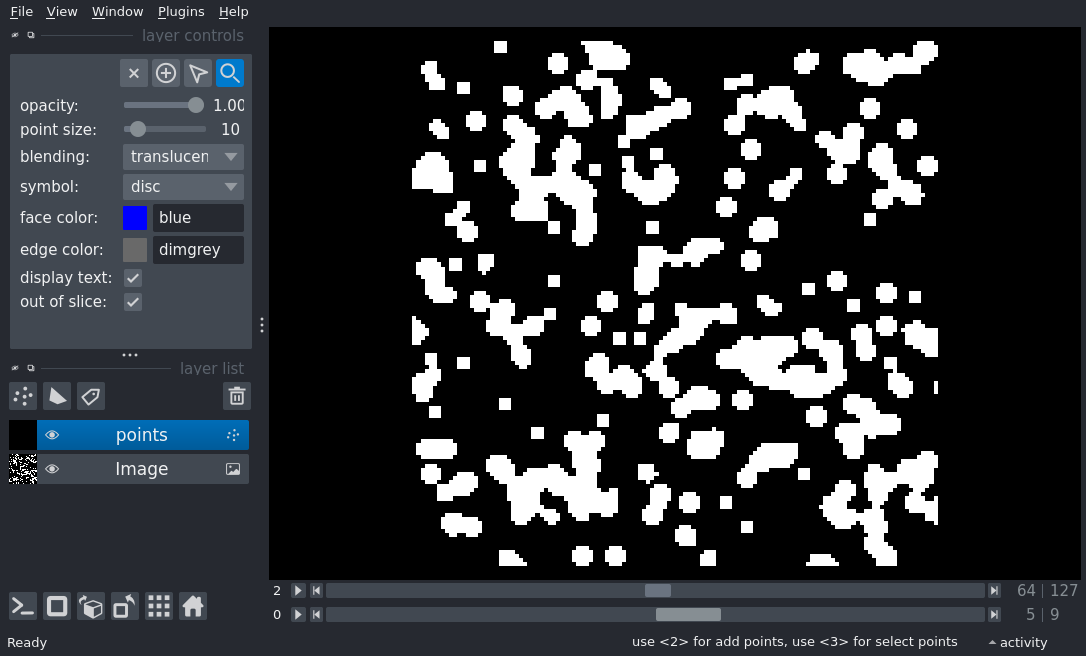 File View Window Plugins Help
layer controls
opacity: 1.00
point size: 10
blending: translucen
symbol: disc
face color: blue
edge color: dimgrey
display text:
out of slice:
layer list
points
Image
2 64 | 127
0 5 | 9
Ready use <2> for add points, use <3> for select points activity